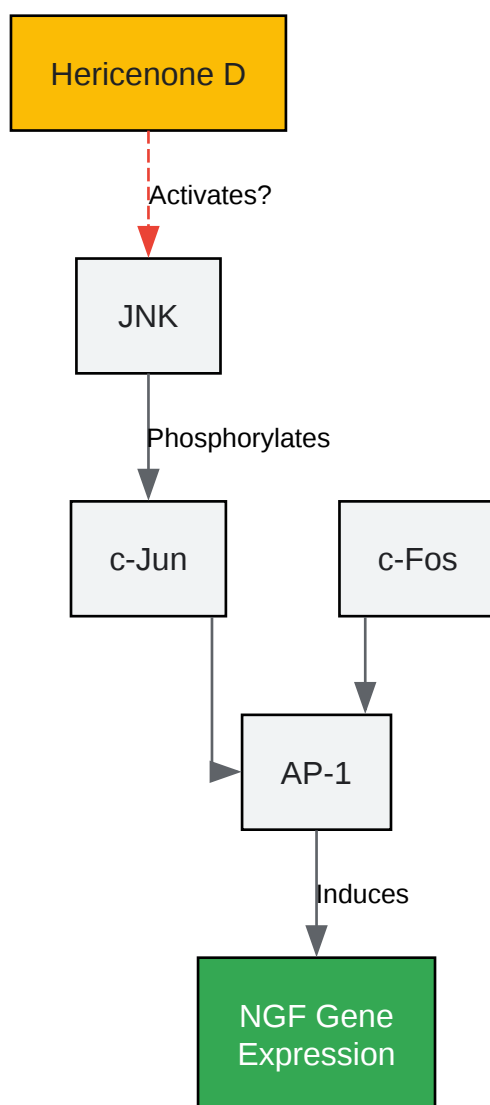 Hericenone D
Activates?
JNK
Phosphorylates
c-Jun
c-Fos
AP-1
Induces
NGF Gene
Expression